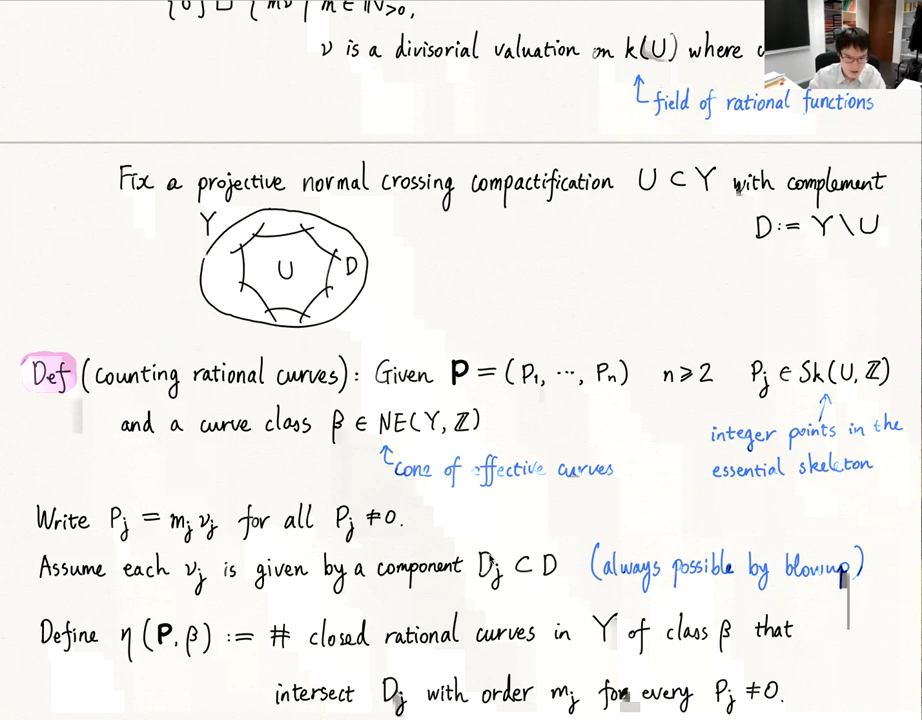 {0} ⊔ { mν | m ∈ ℕ>0,
ν is a divisorial valuation on k(U) where
field of rational functions
Fix a projective normal crossing compactification U ⊂ Y with complement
D := Y \ U
Y
U
D
Def (counting rational curves): Given P = (P₁, ⋯, Pₙ) n ⩾ 2 Pⱼ ∈ Sk(U, ℤ)
and a curve class β ∈ NE(Y, ℤ)
integer points in the
essential skeleton
cone of effective curves
Write Pⱼ = mⱼ νⱼ for all Pⱼ ≠ 0.
Assume each νⱼ is given by a component Dⱼ ⊂ D (always possible by blowup)
Define η(P, β) := # closed rational curves in Y of class β that
intersect Dⱼ with order mⱼ for every Pⱼ ≠ 0.